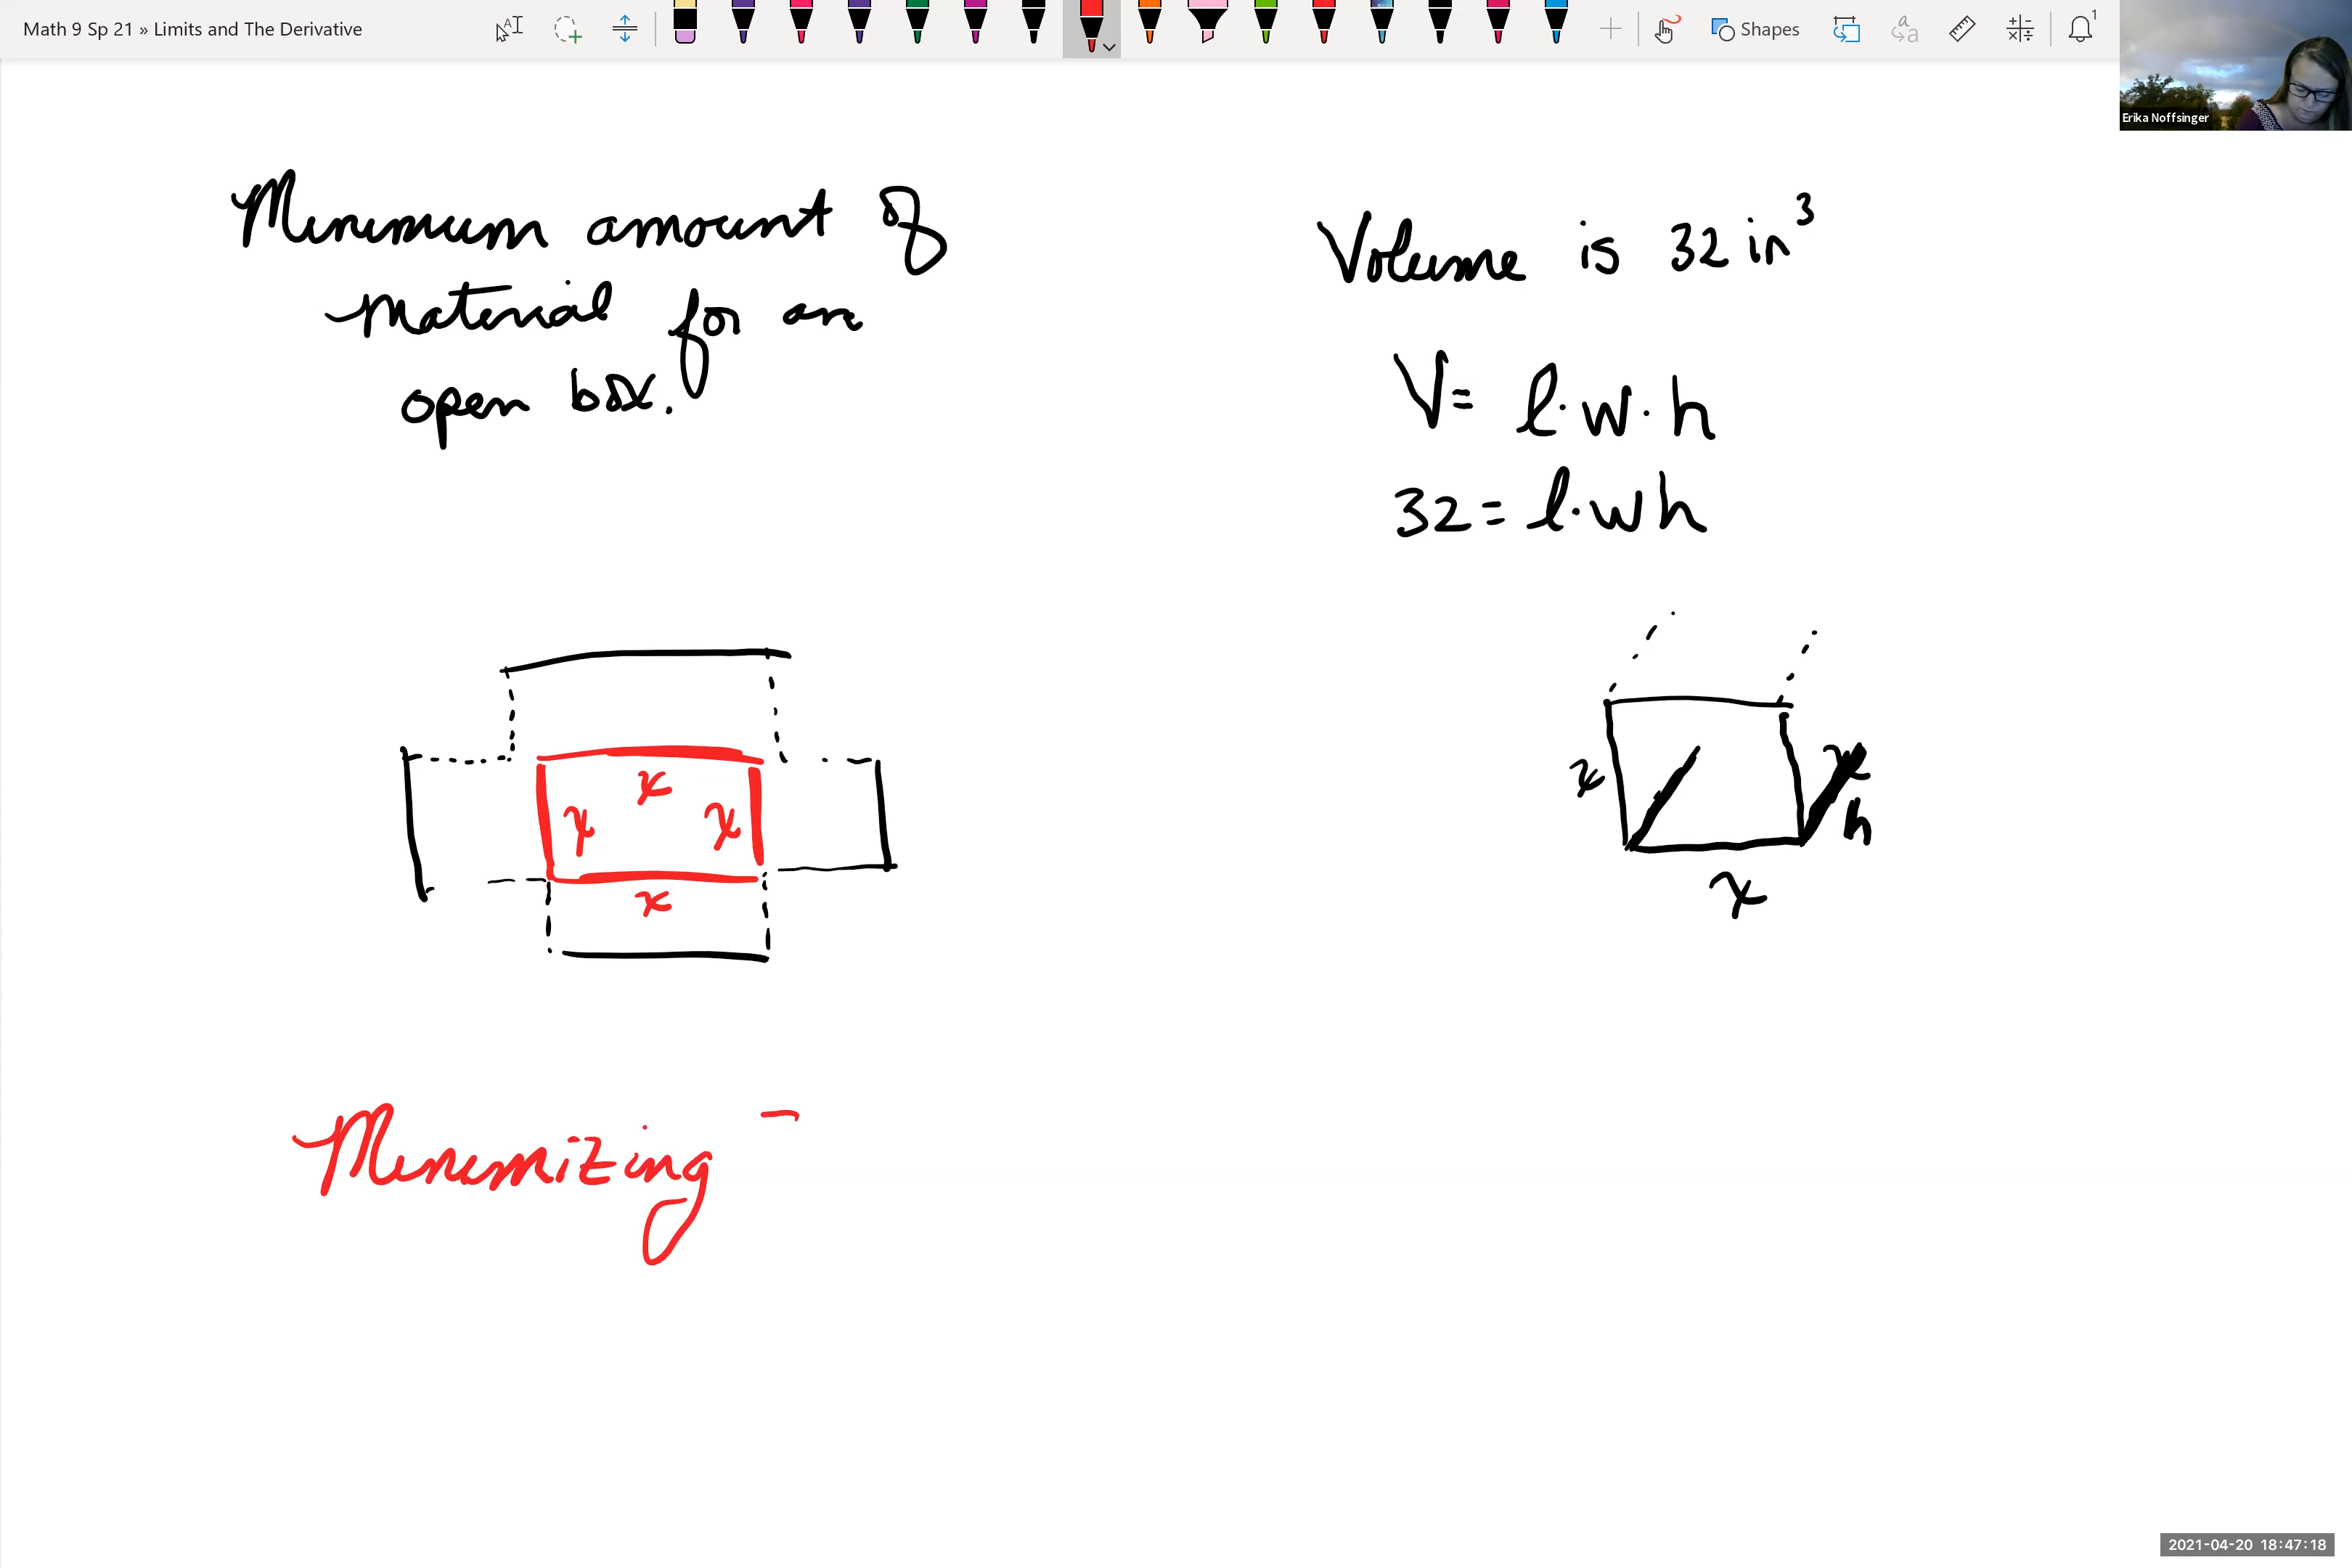 Math 9 Sp 21 » Limits and The Derivative
Shapes
1
Erika Noffsinger
Minimum amount of
material for an
open box.
Volume is 32 in³
V= l·w·h
32= l·wh
x
x
x
x
x
x
h
x
Minimizing
2021-04-20 18:47:18